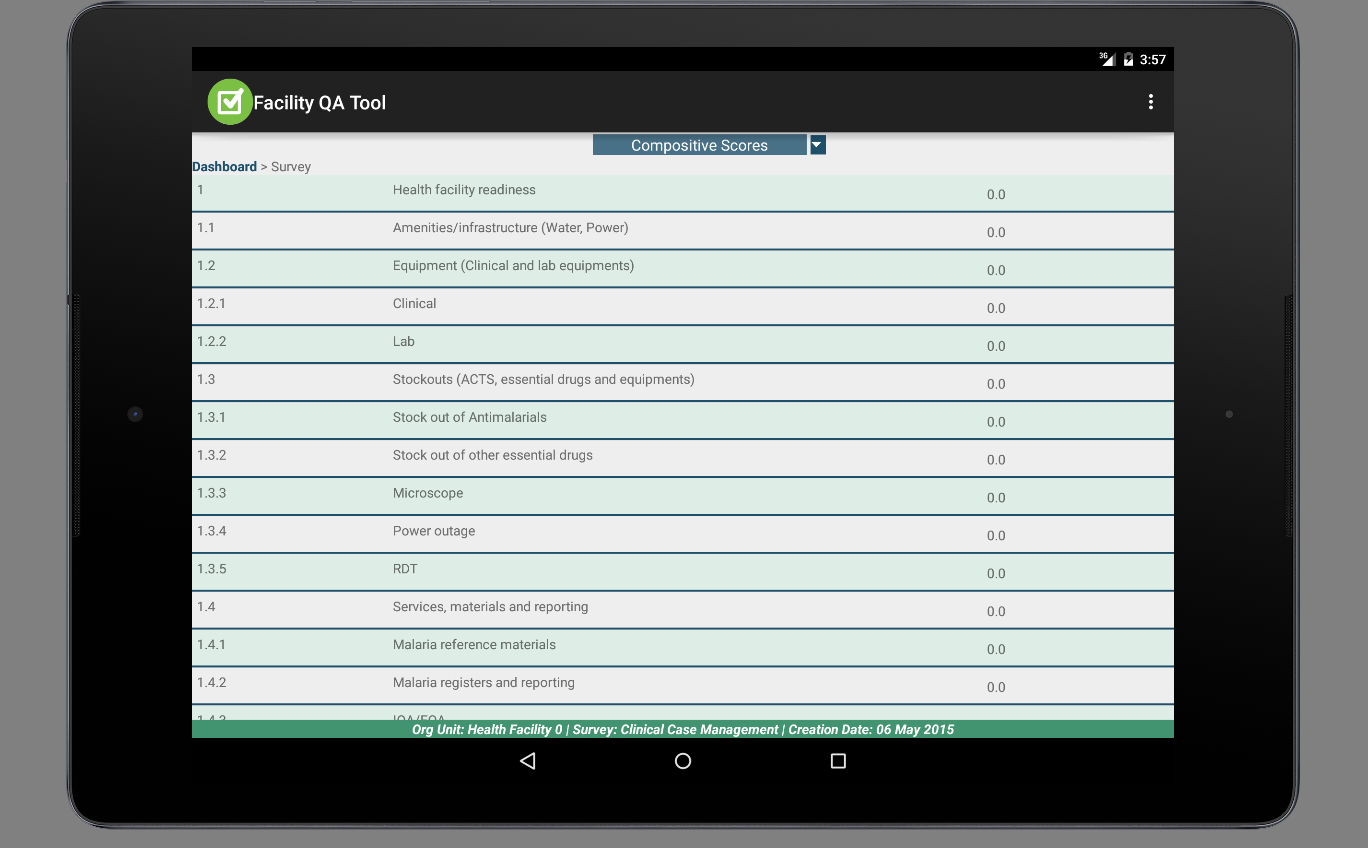 3G 3:57
Facility QA Tool
Compositive Scores
Dashboard > Survey
1 Health facility readiness 0.0
1.1 Amenities/infrastructure (Water, Power) 0.0
1.2 Equipment (Clinical and lab equipments) 0.0
1.2.1 Clinical 0.0
1.2.2 Lab 0.0
1.3 Stockouts (ACTS, essential drugs and equipments) 0.0
1.3.1 Stock out of Antimalarials 0.0
1.3.2 Stock out of other essential drugs 0.0
1.3.3 Microscope 0.0
1.3.4 Power outage 0.0
1.3.5 RDT 0.0
1.4 Services, materials and reporting 0.0
1.4.1 Malaria reference materials 0.0
1.4.2 Malaria registers and reporting 0.0
Org Unit: Health Facility 0 | Survey: Clinical Case Management | Creation Date: 06 May 2015